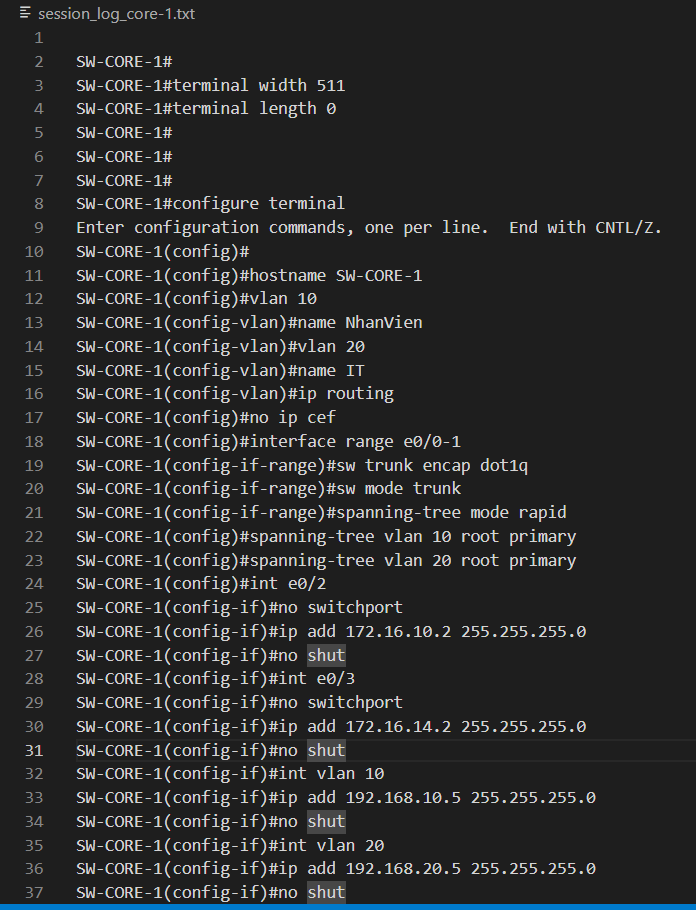 session_log_core-1.txt
1
2 SW-CORE-1#
3 SW-CORE-1#terminal width 511
4 SW-CORE-1#terminal length 0
5 SW-CORE-1#
6 SW-CORE-1#
7 SW-CORE-1#
8 SW-CORE-1#configure terminal
9 Enter configuration commands, one per line.  End with CNTL/Z.
10 SW-CORE-1(config)#
11 SW-CORE-1(config)#hostname SW-CORE-1
12 SW-CORE-1(config)#vlan 10
13 SW-CORE-1(config-vlan)#name NhanVien
14 SW-CORE-1(config-vlan)#vlan 20
15 SW-CORE-1(config-vlan)#name IT
16 SW-CORE-1(config-vlan)#ip routing
17 SW-CORE-1(config)#no ip cef
18 SW-CORE-1(config)#interface range e0/0-1
19 SW-CORE-1(config-if-range)#sw trunk encap dot1q
20 SW-CORE-1(config-if-range)#sw mode trunk
21 SW-CORE-1(config-if-range)#spanning-tree mode rapid
22 SW-CORE-1(config)#spanning-tree vlan 10 root primary
23 SW-CORE-1(config)#spanning-tree vlan 20 root primary
24 SW-CORE-1(config)#int e0/2
25 SW-CORE-1(config-if)#no switchport
26 SW-CORE-1(config-if)#ip add 172.16.10.2 255.255.255.0
27 SW-CORE-1(config-if)#no shut
28 SW-CORE-1(config-if)#int e0/3
29 SW-CORE-1(config-if)#no switchport
30 SW-CORE-1(config-if)#ip add 172.16.14.2 255.255.255.0
31 SW-CORE-1(config-if)#no shut
32 SW-CORE-1(config-if)#int vlan 10
33 SW-CORE-1(config-if)#ip add 192.168.10.5 255.255.255.0
34 SW-CORE-1(config-if)#no shut
35 SW-CORE-1(config-if)#int vlan 20
36 SW-CORE-1(config-if)#ip add 192.168.20.5 255.255.255.0
37 SW-CORE-1(config-if)#no shut